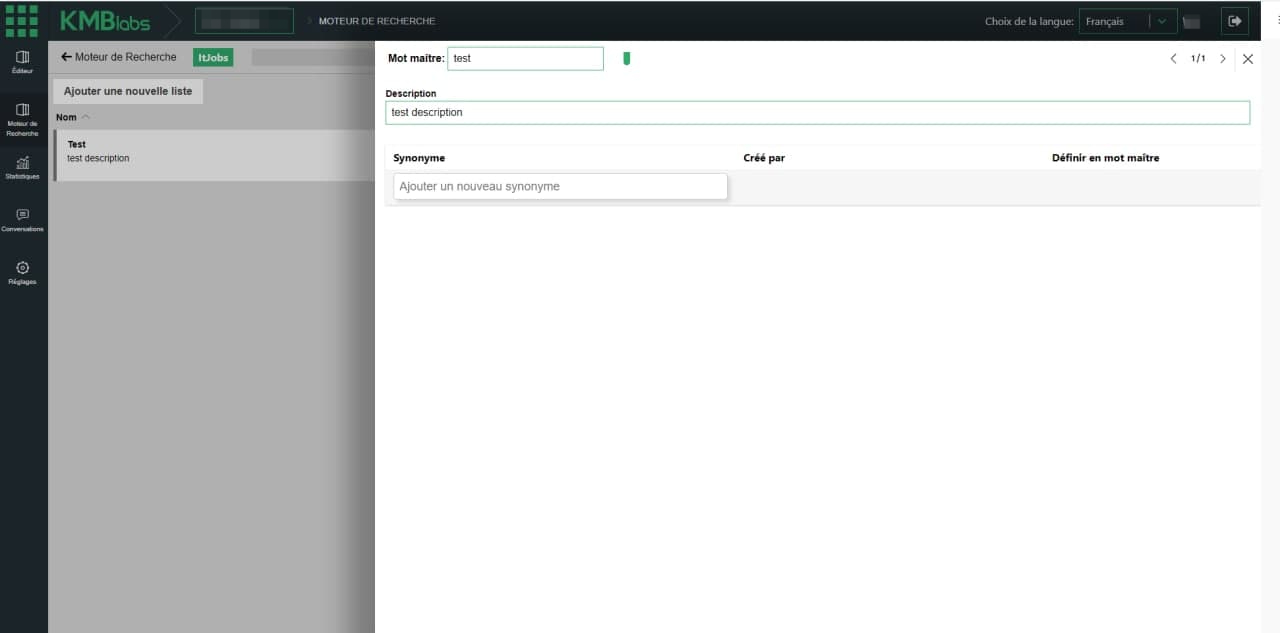 KMBlabs
MOTEUR DE RECHERCHE
Choix de la langue:
Français
Éditeur
Moteur de
Recherche
Statistiques
Conversations
Réglages
Moteur de Recherche
ItJobs
Ajouter une nouvelle liste
Nom
Test
test description
Mot maître:
test
1/1
Description
test description
Synonyme
Créé par
Définir en mot maître
Ajouter un nouveau synonyme